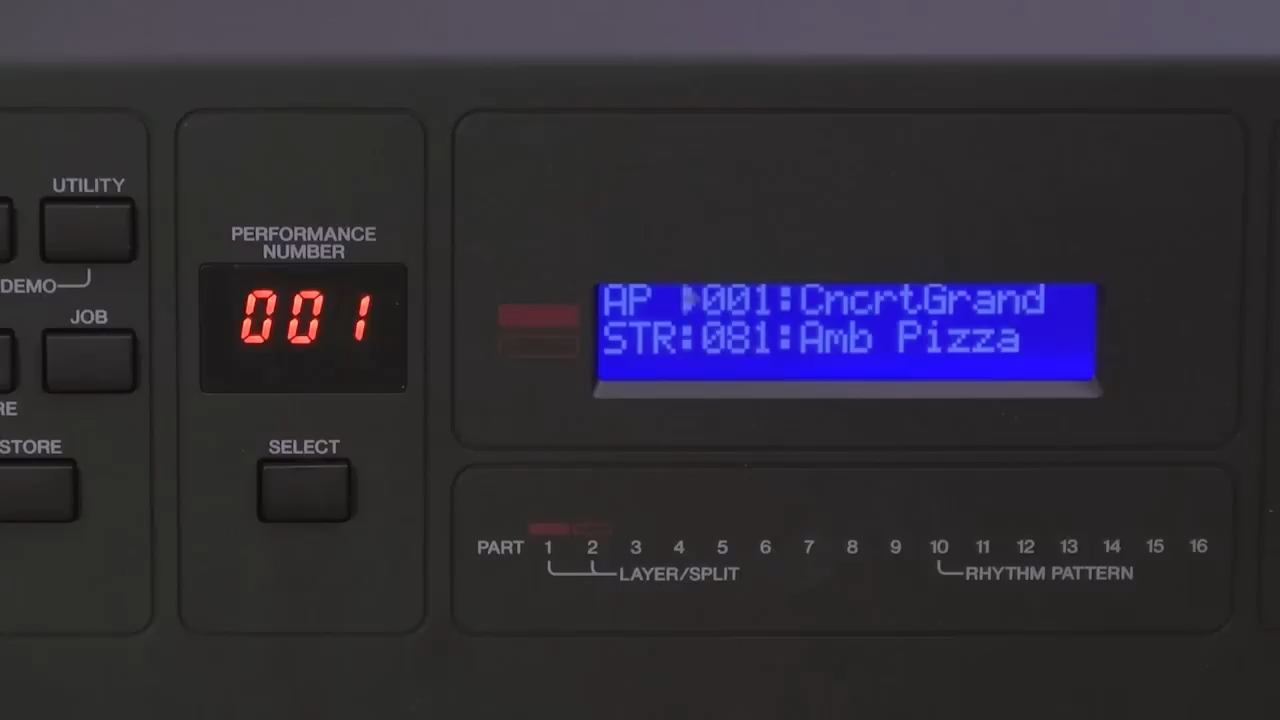 UTILITY
DEMO
JOB
RE
STORE
PERFORMANCE
NUMBER
001
SELECT
AP 001:CncrtGrand
STR:081:Amb Pizza
PART 1 2 3 4 5 6 7 8 9 10 11 12 13 14 15 16
LAYER/SPLIT RHYTHM PATTERN